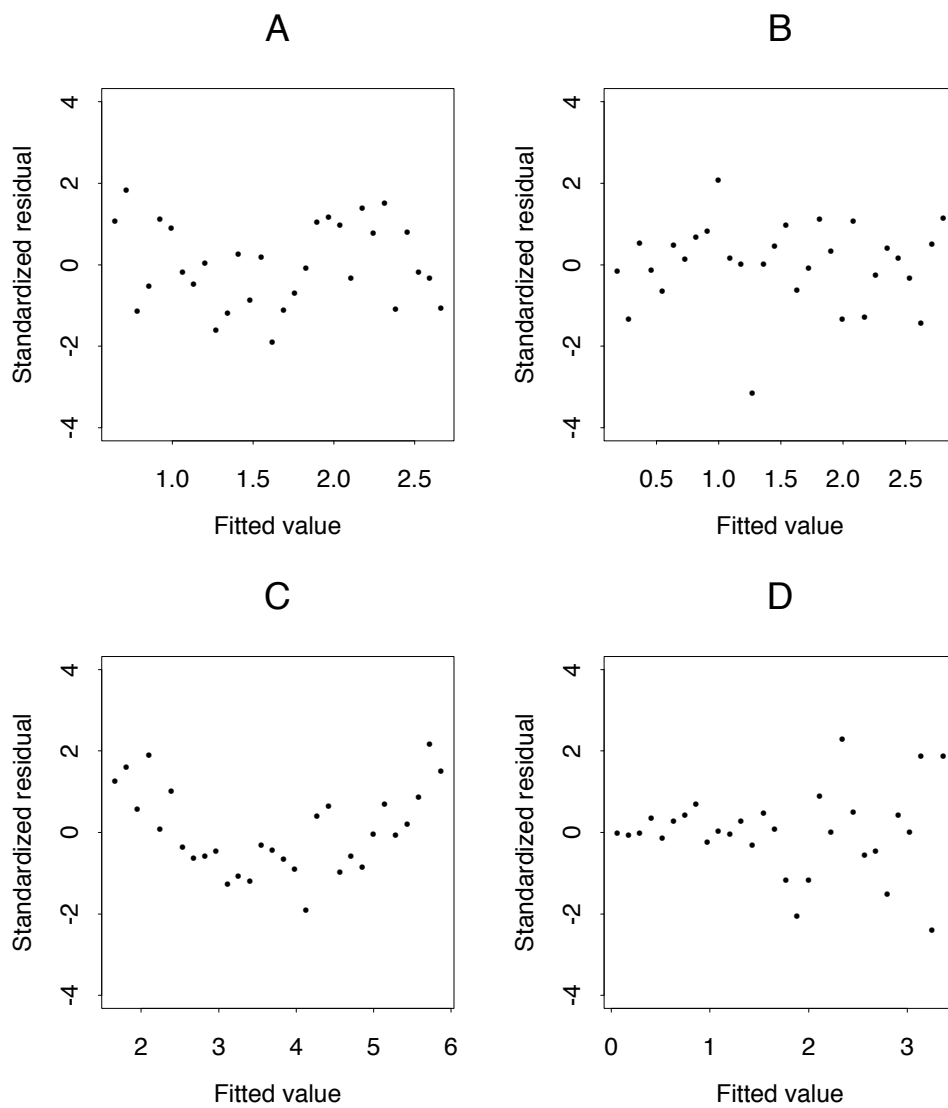 A
Standardized residual
4
2
0
-2
-4
1.0 1.5 2.0 2.5
Fitted value
B
Standardized residual
4
2
0
-2
-4
0.5 1.0 1.5 2.0 2.5
Fitted value
C
Standardized residual
4
2
0
-2
-4
2 3 4 5 6
Fitted value
D
Standardized residual
4
2
0
-2
-4
0 1 2 3
Fitted value